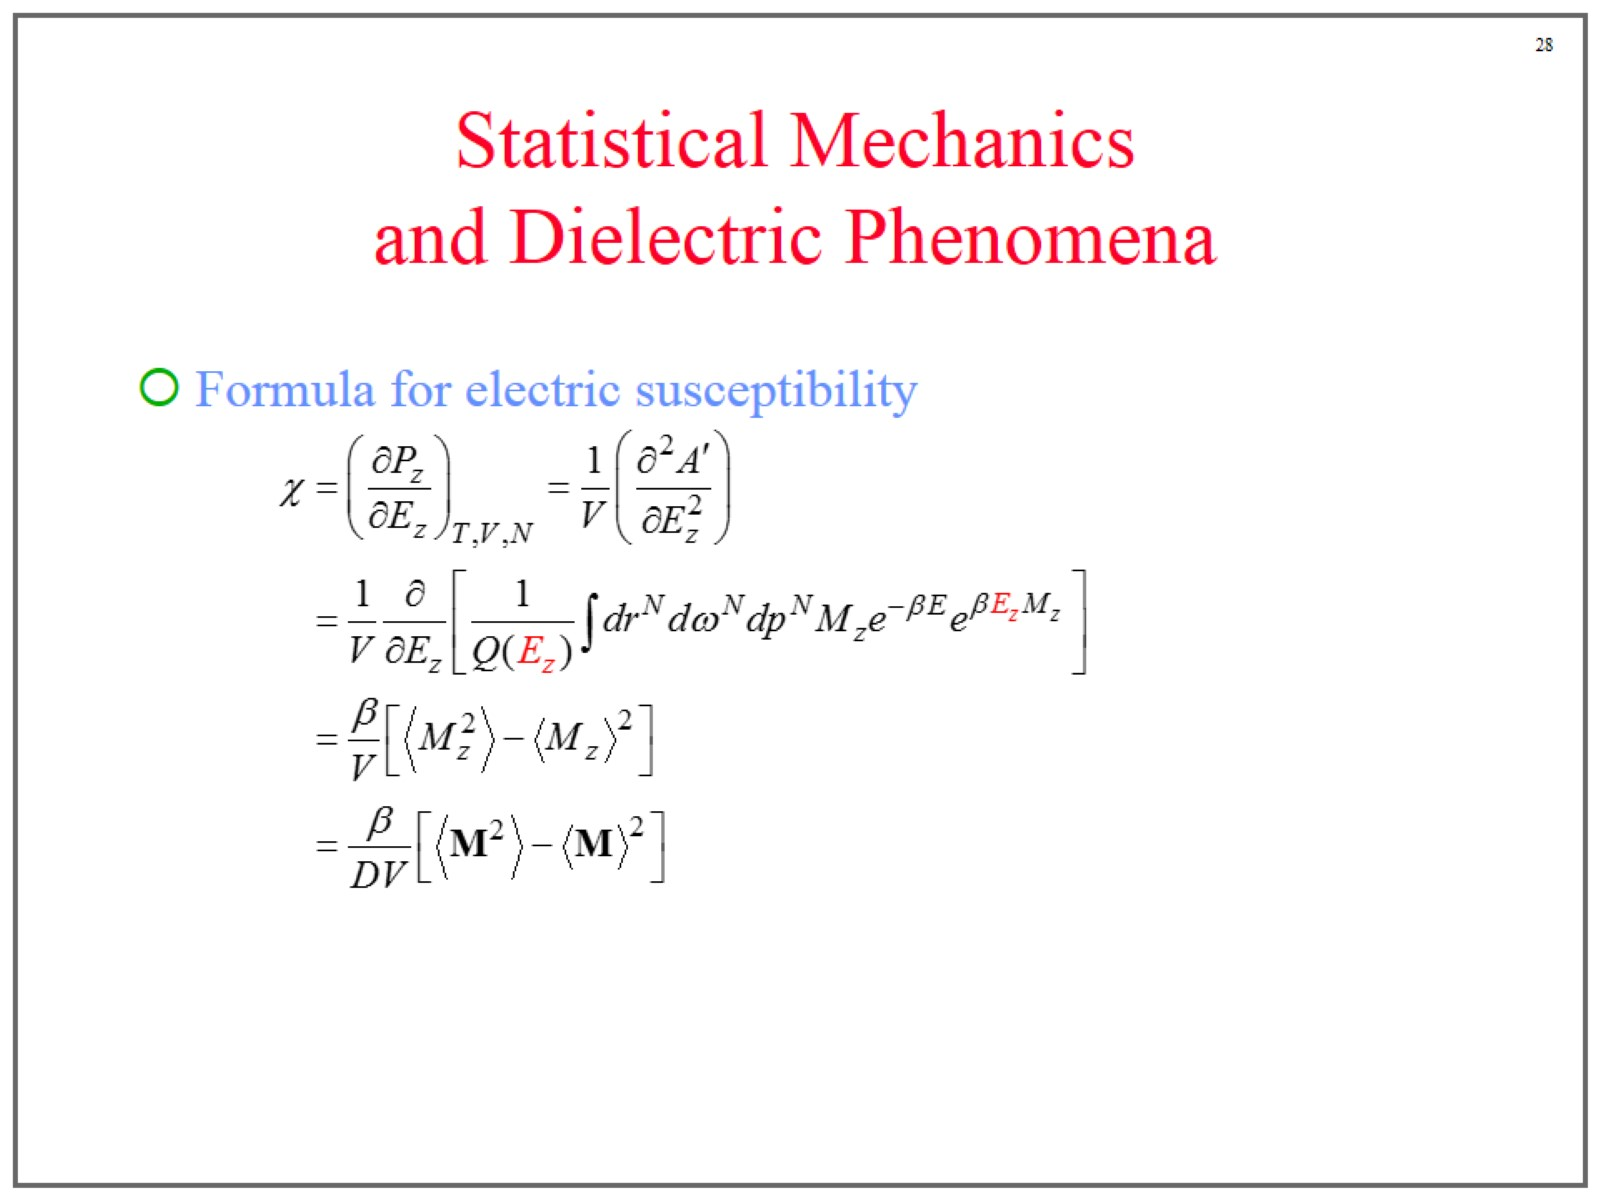 28
Statistical Mechanics
and Dielectric Phenomena
Formula for electric susceptibility
χ = (∂P_z/∂E_z)_{T,V,N} = 1/V (∂²A′/∂E_z²)
= 1/V ∂/∂E_z [1/Q(E_z) ∫dr^N dω^N dp^N M_z e^{−βE} e^{βE_z M_z}]
= β/V [⟨M_z²⟩ − ⟨M_z⟩²]
= β/DV [⟨M²⟩ − ⟨M⟩²]